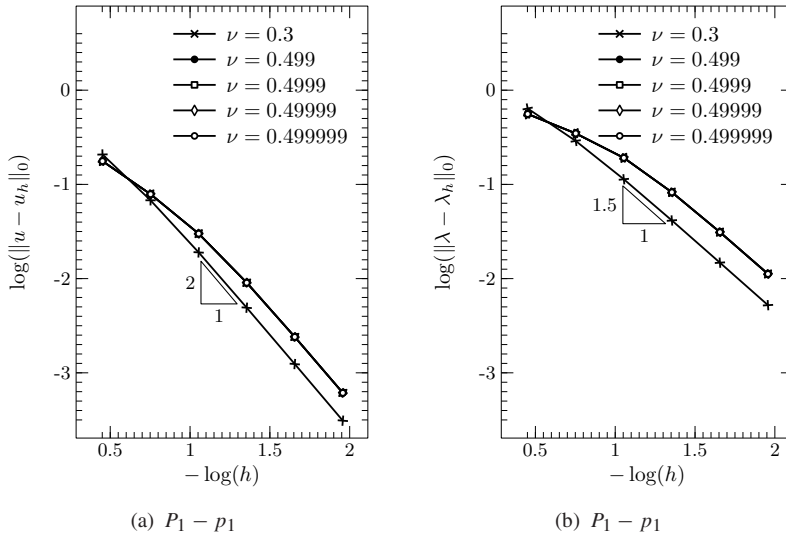 ν = 0.3
ν = 0.499
ν = 0.4999
ν = 0.49999
ν = 0.499999
0
-1
-2
-3
log(∥u − u_h∥_0)
2
1
0.5
1
1.5
2
− log(h)
(a) P_1 − p_1
ν = 0.3
ν = 0.499
ν = 0.4999
ν = 0.49999
ν = 0.499999
0
-1
-2
-3
log(∥λ − λ_h∥_0)
1.5
1
0.5
1
1.5
2
− log(h)
(b) P_1 − p_1